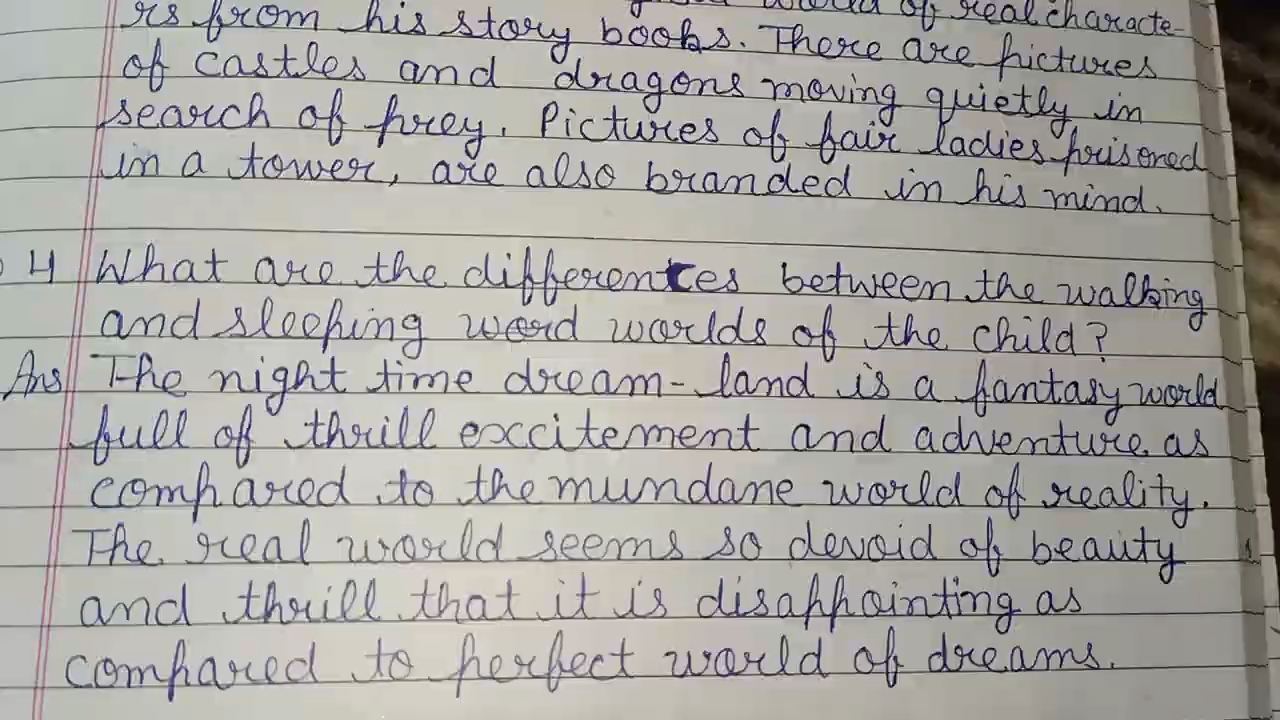 rs from his story books. There are pictures
of castles and dragons moving quietly in
search of prey. Pictures of fair ladies prisoned
in a tower, are also branded in his mind.
4 What are the differences between the walking
and sleeping word worlds of the child?
Ans The night time dream-land is a fantasy world
full of thrill excitement and adventure as
compared to the mundane world of reality.
The real world seems so devoid of beauty
and thrill that it is disappointing as
compared to perfect world of dreams.